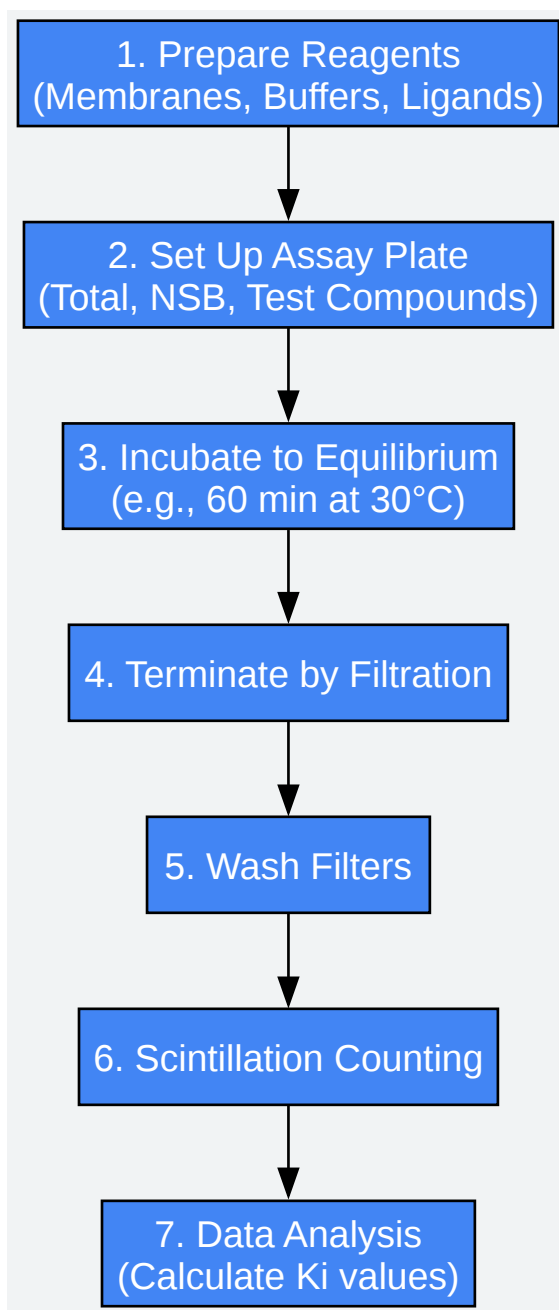 1. Prepare Reagents
(Membranes, Buffers, Ligands)
2. Set Up Assay Plate
(Total, NSB, Test Compounds)
3. Incubate to Equilibrium
(e.g., 60 min at 30°C)
4. Terminate by Filtration
5. Wash Filters
6. Scintillation Counting
7. Data Analysis
(Calculate Ki values)